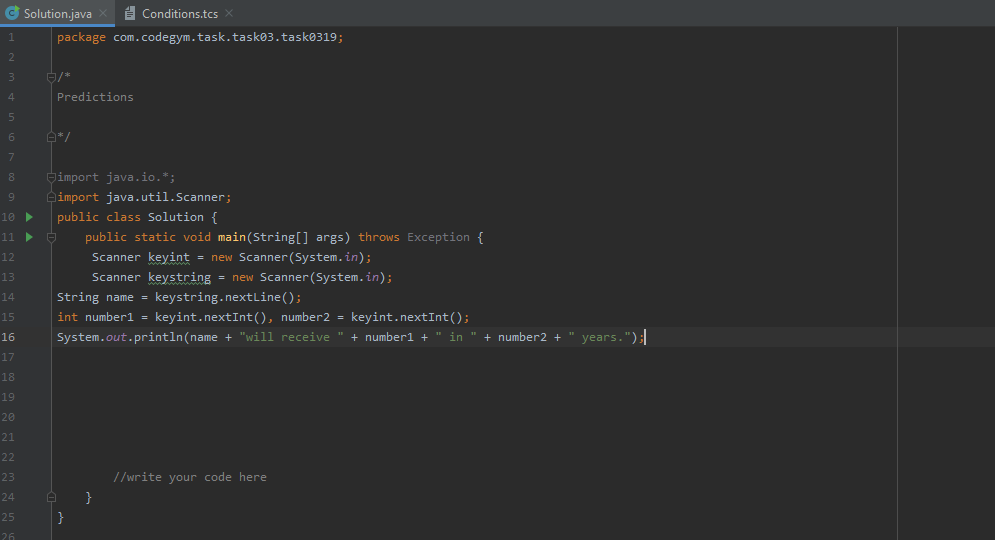 Solution.java × Conditions.tcs ×
1 package com.codegym.task.task03.task0319;
2
3 /*
4 Predictions
5
6 */
7
8 import java.io.*;
9 import java.util.Scanner;
10 public class Solution {
11     public static void main(String[] args) throws Exception {
12      Scanner keyint = new Scanner(System.in);
13      Scanner keystring = new Scanner(System.in);
14 String name = keystring.nextLine();
15 int number1 = keyint.nextInt(), number2 = keyint.nextInt();
16 System.out.println(name + "will receive " + number1 + " in " + number2 + " years.");
17
18
19
20
21
22
23         //write your code here
24     }
25 }
26